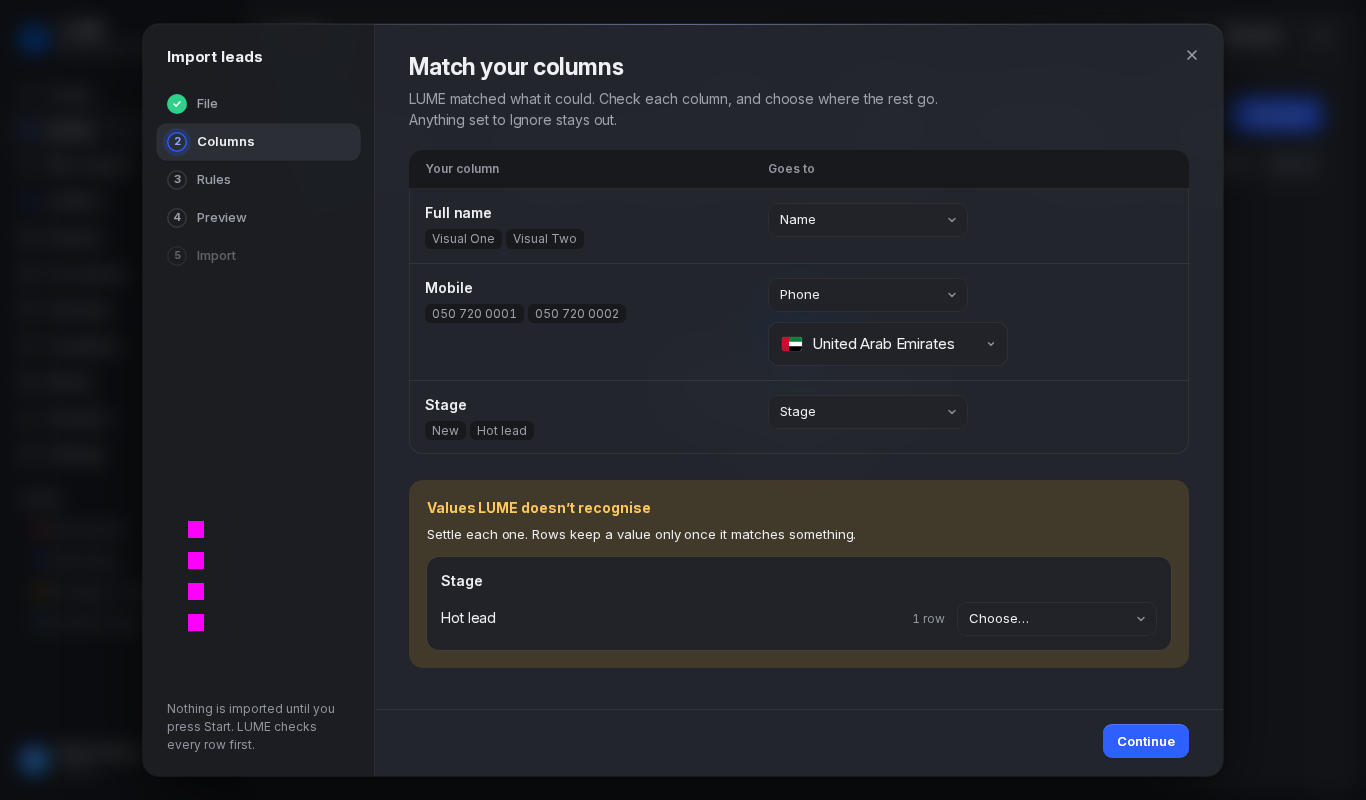 Import leads
File
2 Columns
3 Rules
4 Preview
5 Import
Nothing is imported until you
press Start. LUME checks
every row first.
Match your columns
LUME matched what it could. Check each column, and choose where the rest go.
Anything set to Ignore stays out.
Your column Goes to
Full name Name
Visual One Visual Two
Mobile Phone
050 720 0001 050 720 0002
United Arab Emirates
Stage Stage
New Hot lead
Values LUME doesn’t recognise
Settle each one. Rows keep a value only once it matches something.
Stage
Hot lead 1 row Choose…
Continue